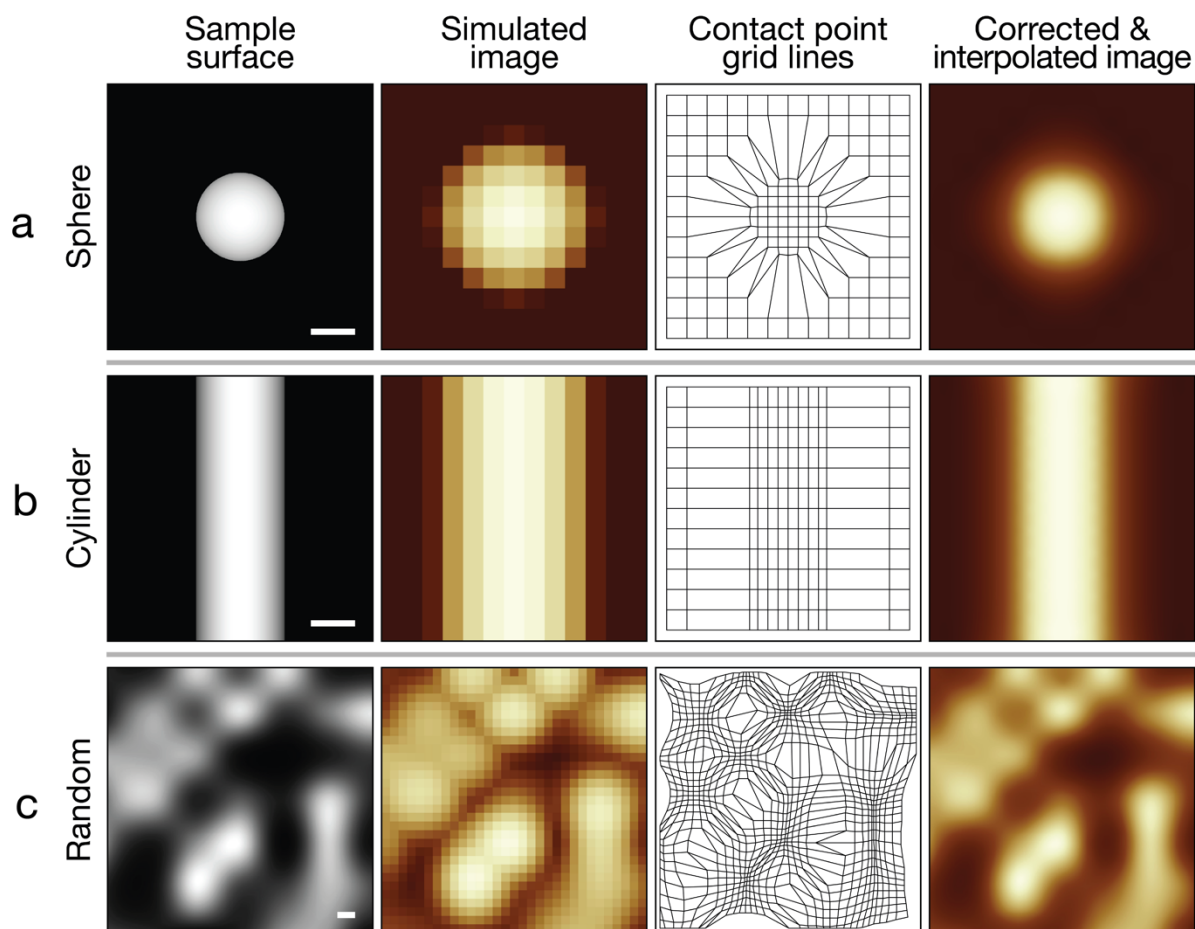 Sample
surface
Simulated
image
Contact point
grid lines
Corrected &
interpolated image
a
Sphere
b
Cylinder
c
Random